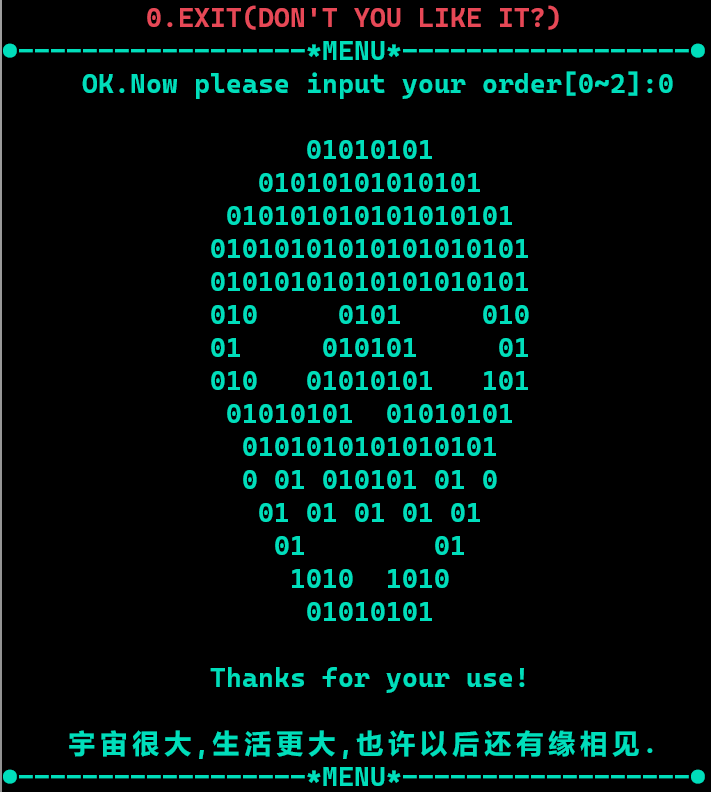 0.EXIT(DON'T YOU LIKE IT?)
●------------------*MENU*------------------●
OK.Now please input your order[0~2]:0
01010101
01010101010101
010101010101010101
01010101010101010101
01010101010101010101
010     0101     010
01     010101     01
010   01010101   101
01010101  01010101
0101010101010101
0 01 010101 01 0
01 01 01 01 01
01        01
1010  1010
01010101
Thanks for your use!
宇宙很大,生活更大,也许以后还有缘相见.
●------------------*MENU*------------------●